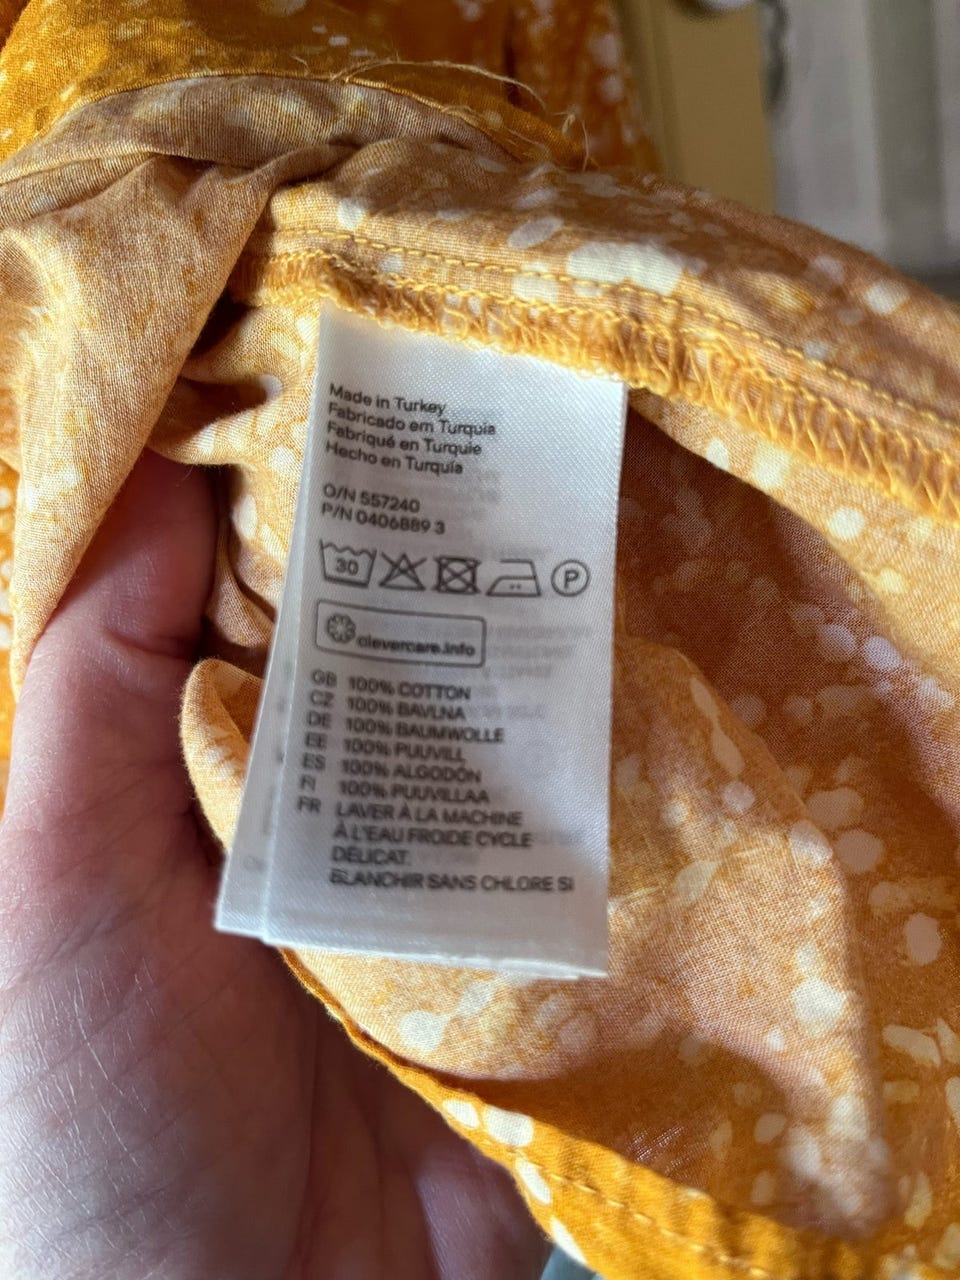 Made in Turkey
Fabricado em Turquia
Fabriqué en Turquie
Hecho en Turquía
O/N 557240
P/N 0406889 3
30
P
clevercare.info
GB 100% COTTON
CZ 100% BAVLNA
DE 100% BAUMWOLLE
EE 100% PUUVILL
ES 100% ALGODÓN
FI 100% PUUVILLAA
FR LAVER À LA MACHINE
À L'EAU FROIDE CYCLE
DÉLICAT.
BLANCHIR SANS CHLORE SI